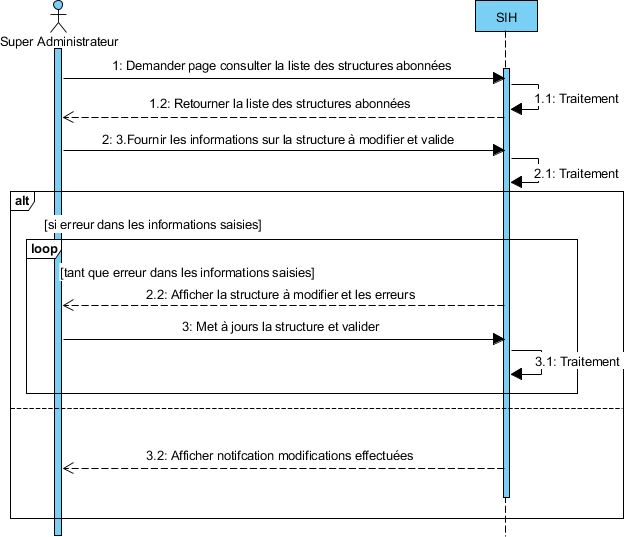 SIH
Super Administrateur
1: Demander page consulter la liste des structures abonnées
1.1: Traitement
1.2: Retourner la liste des structures abonnées
2: 3.Fournir les informations sur la structure à modifier et valide
2.1: Traitement
alt
[si erreur dans les informations saisies]
loop
[tant que erreur dans les informations saisies]
2.2: Afficher la structure à modifier et les erreurs
3: Met à jours la structure et valider
3.1: Traitement
3.2: Afficher notifcation modifications effectuées